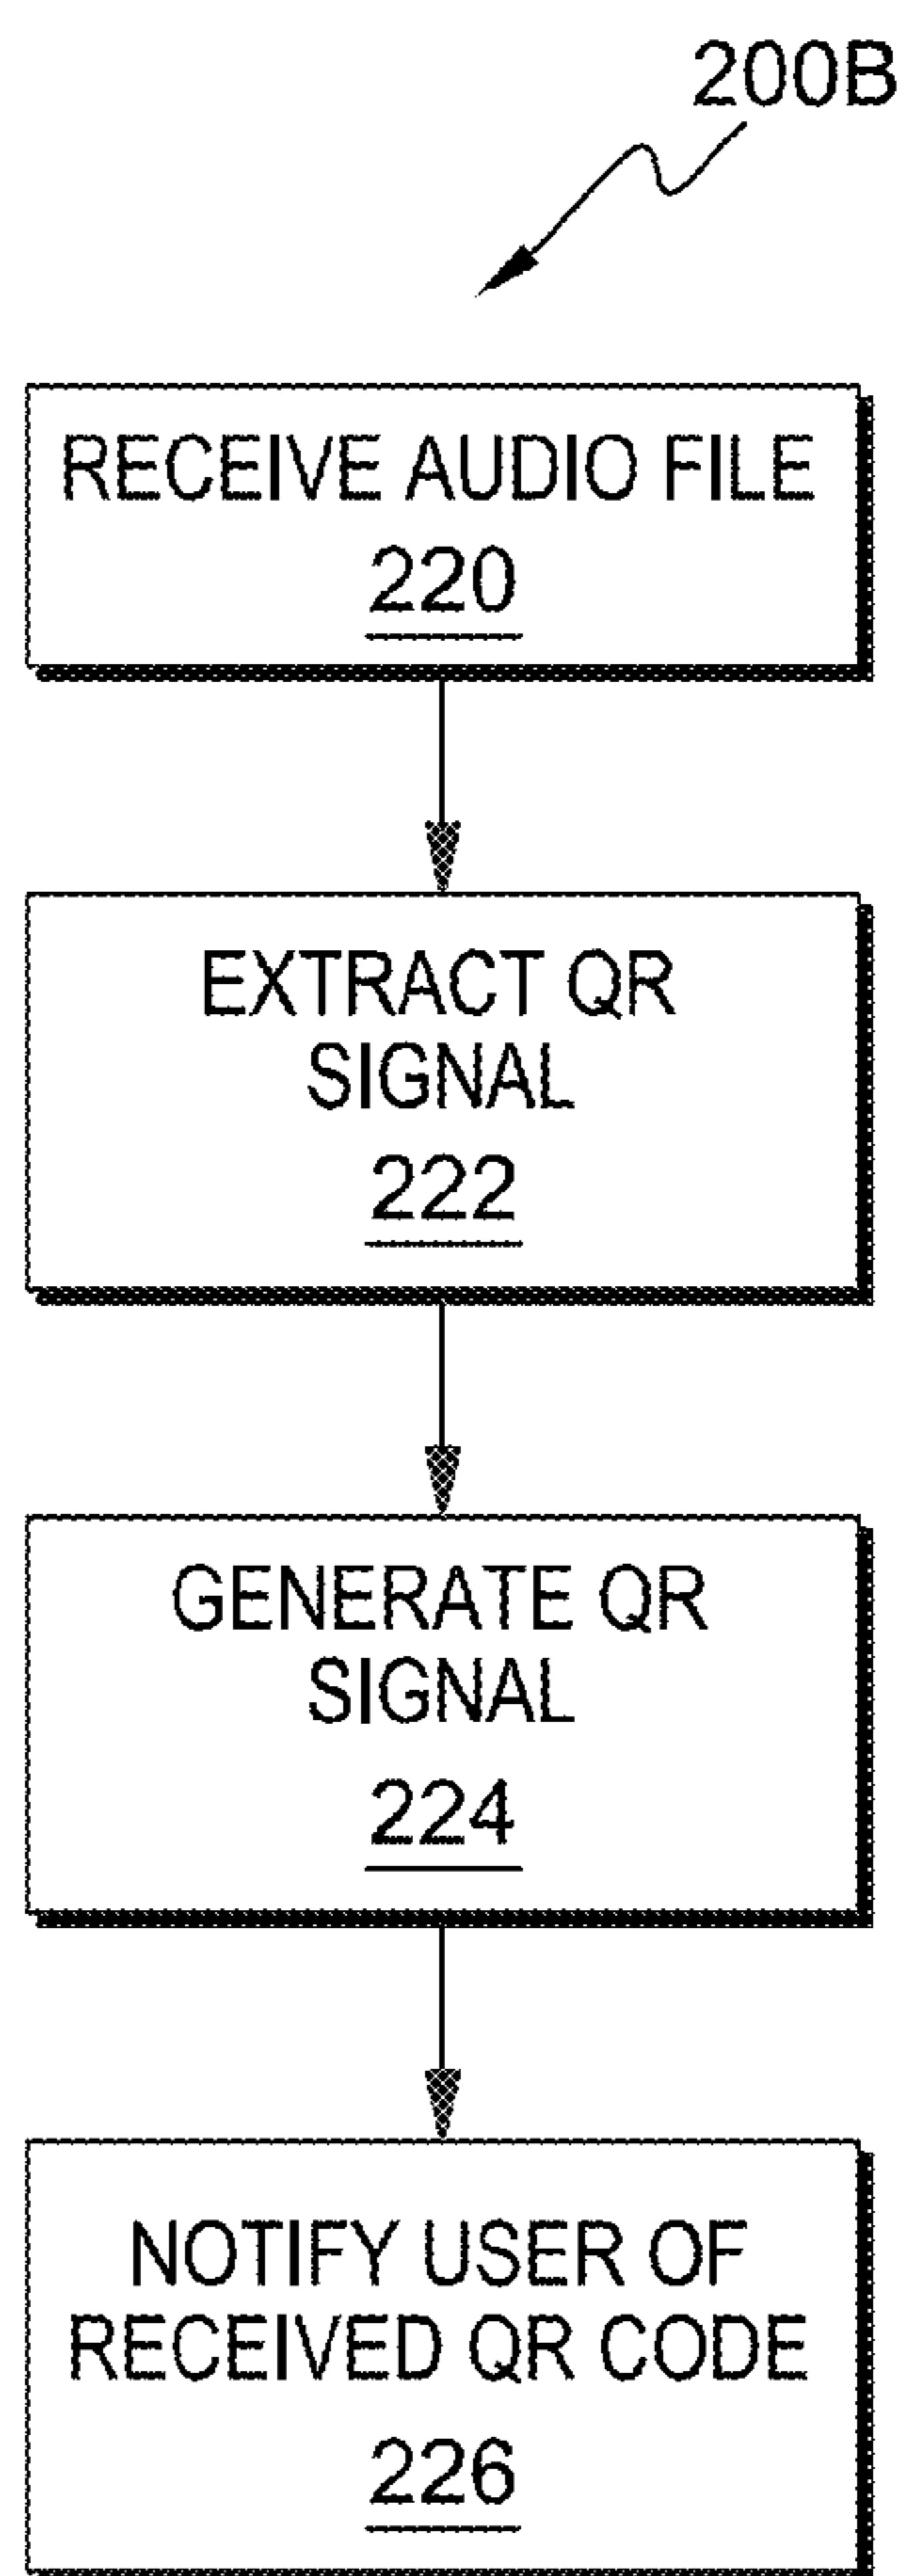 200B
RECEIVE AUDIO FILE
220
EXTRACT QR
SIGNAL
222
GENERATE QR
SIGNAL
224
NOTIFY USER OF
RECEIVED QR CODE
226